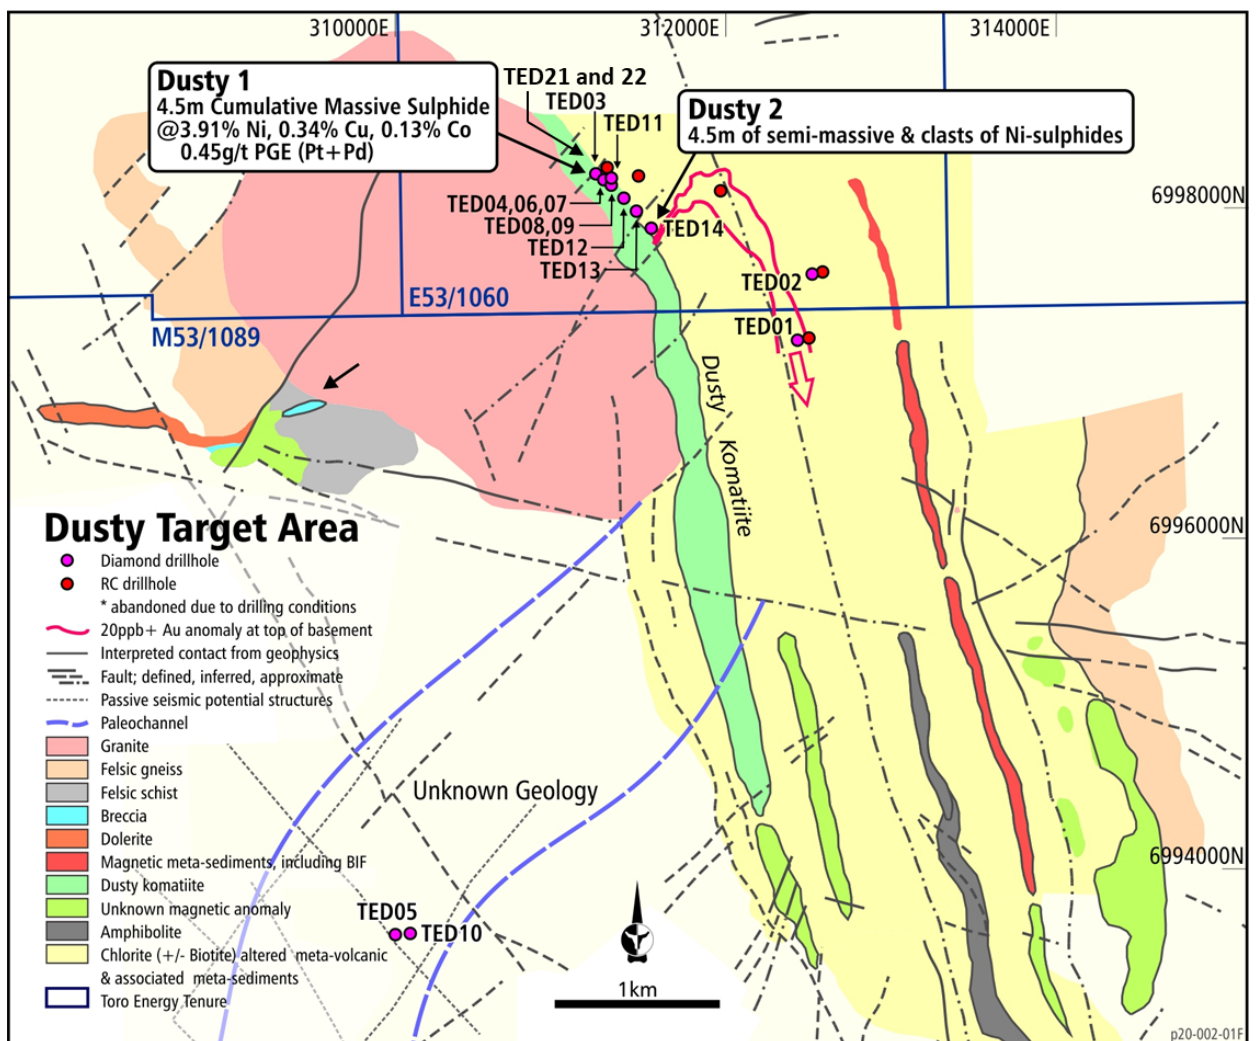 310000E
312000E
314000E
Dusty 1
4.5m Cumulative Massive Sulphide
@3.91% Ni, 0.34% Cu, 0.13% Co
0.45g/t PGE (Pt+Pd)
TED21 and 22
TED03
TED11
Dusty 2
4.5m of semi-massive & clasts of Ni-sulphides
6998000N
TED04,06,07
TED08,09
TED12
TED13
TED14
TED02
TED01
E53/1060
M53/1089
Dusty Komatiite
6996000N
Dusty Target Area
Diamond drillhole
RC drillhole
* abandoned due to drilling conditions
20ppb+ Au anomaly at top of basement
Interpreted contact from geophysics
Fault; defined, inferred, approximate
Passive seismic potential structures
Paleochannel
Granite
Felsic gneiss
Felsic schist
Breccia
Dolerite
Magnetic meta-sediments, including BIF
Dusty komatiite
Unknown magnetic anomaly
Amphibolite
Chlorite (+/- Biotite) altered meta-volcanic
& associated meta-sediments
Toro Energy Tenure
Unknown Geology
6994000N
TED05
TED10
1km
p20-002-01F